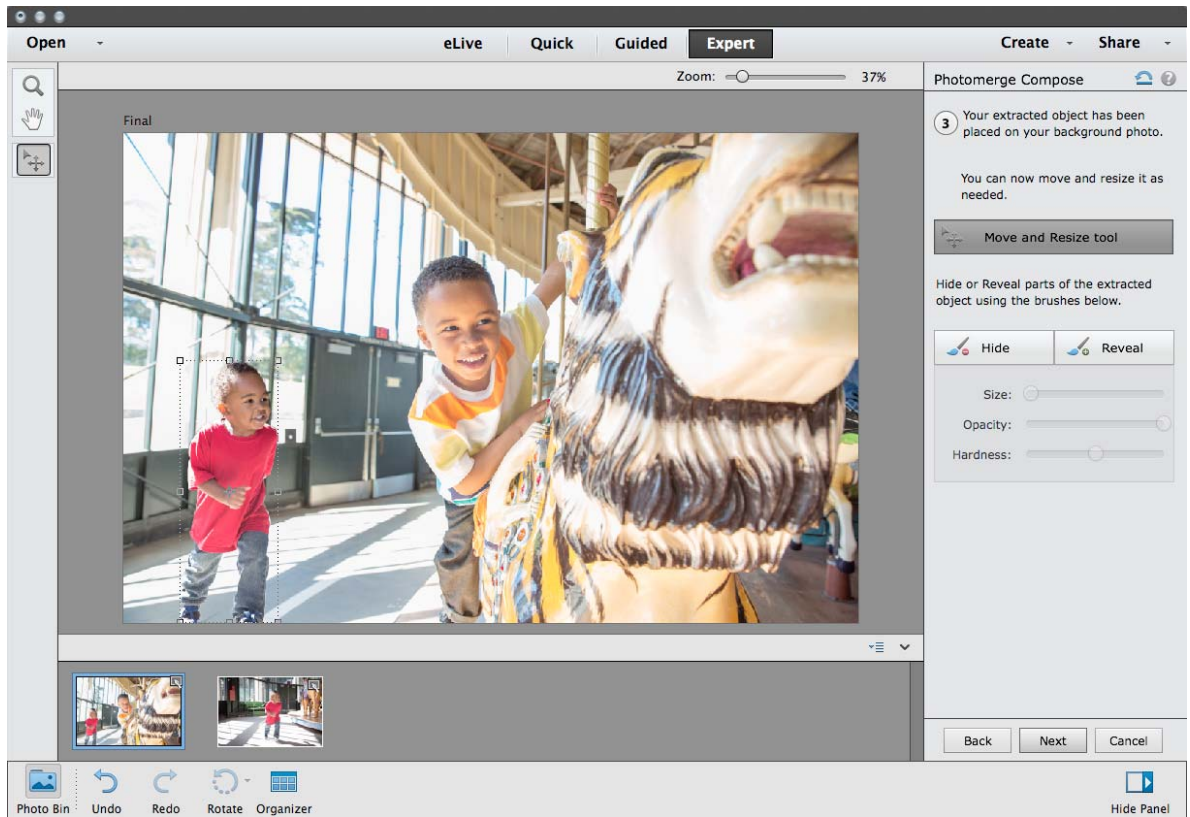 Open eLive Quick Guided Expert Create Share
Zoom: 37%
Photomerge Compose ?
Final
3 Your extracted object has been
placed on your background photo.
You can now move and resize it as
needed.
Move and Resize tool
Hide or Reveal parts of the extracted
object using the brushes below.
Hide Reveal
Size:
Opacity:
Hardness:
Back Next Cancel
Photo Bin Undo Redo Rotate Organizer Hide Panel